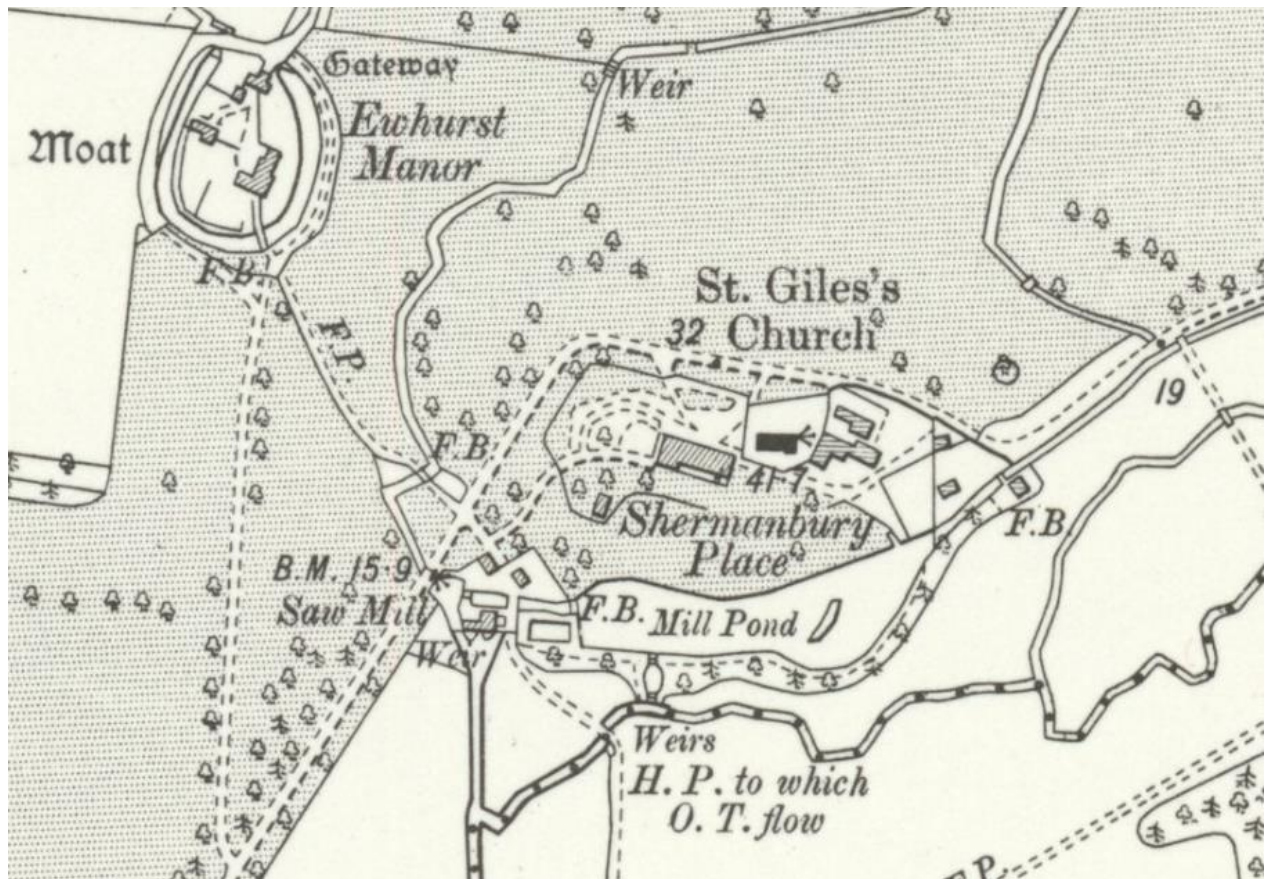 Gateway
Ewhurst
Manor
Moat
Weir
F.B.
F.P.
St. Giles's
Church
32
19
F.B.
41·7
Shermanbury
Place
F.B.
B.M. 15·9
Saw Mill
F.B.
Mill Pond
Weir
Weirs
H. P. to which
O. T. flow
F.P.